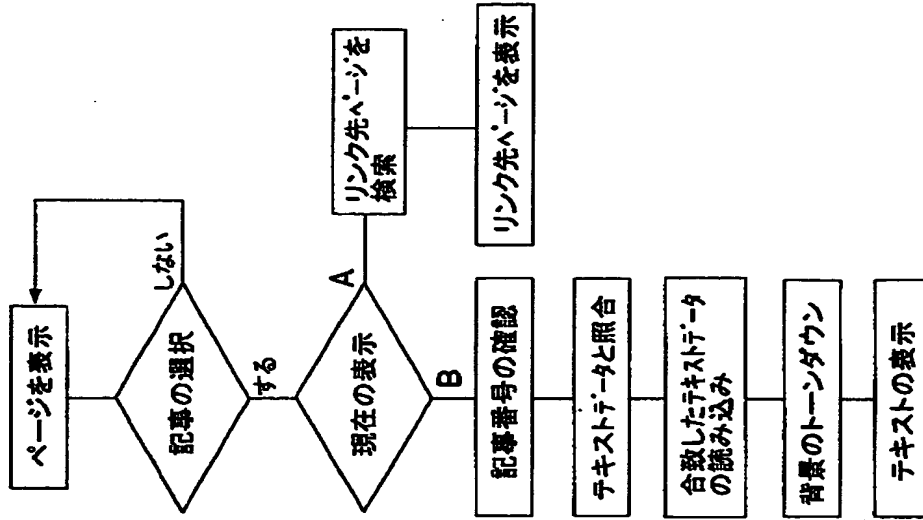 ページを表示
記事の選択
しない
する
現在の表示
A
リンク先ページを
検索
リンク先ページを表示
B
記事番号の確認
テキストデータと照合
合致したテキストデータ
の読み込み
背景のトーンダウン
テキストの表示